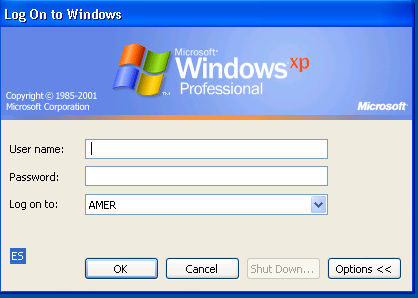 Log On to Windows
Microsoft®
Windows xp
Professional
Copyright © 1985-2001
Microsoft Corporation
Microsoft
User name:
Password:
Log on to: AMER
ES
OK Cancel Shut Down... Options <<